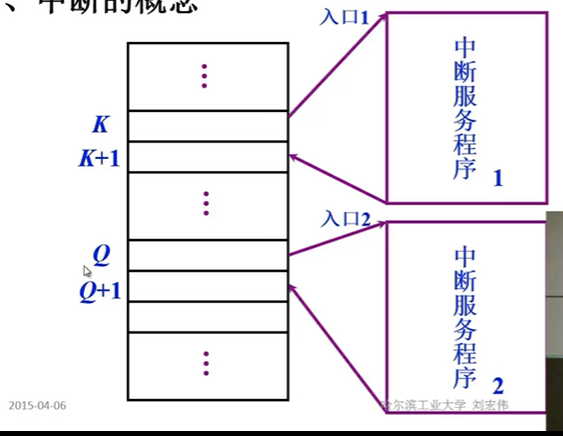 、中断的概念
入口1
中断服务程序 1
K
K+1
入口2
中断服务程序 2
Q
Q+1
2015-04-06
哈尔滨工业大学 刘宏伟